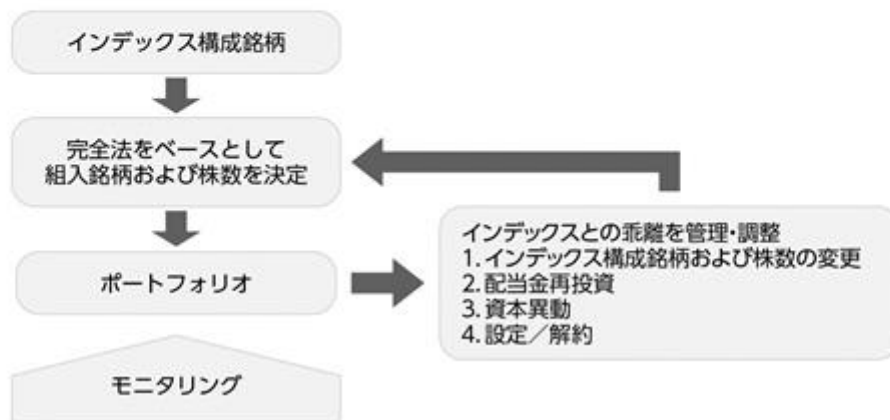 インデックス構成銘柄
完全法をベースとして
組入銘柄および株数を決定
ポートフォリオ
モニタリング
インデックスとの乖離を管理・調整
1. インデックス構成銘柄および株数の変更
2. 配当金再投資
3. 資本異動
4. 設定／解約